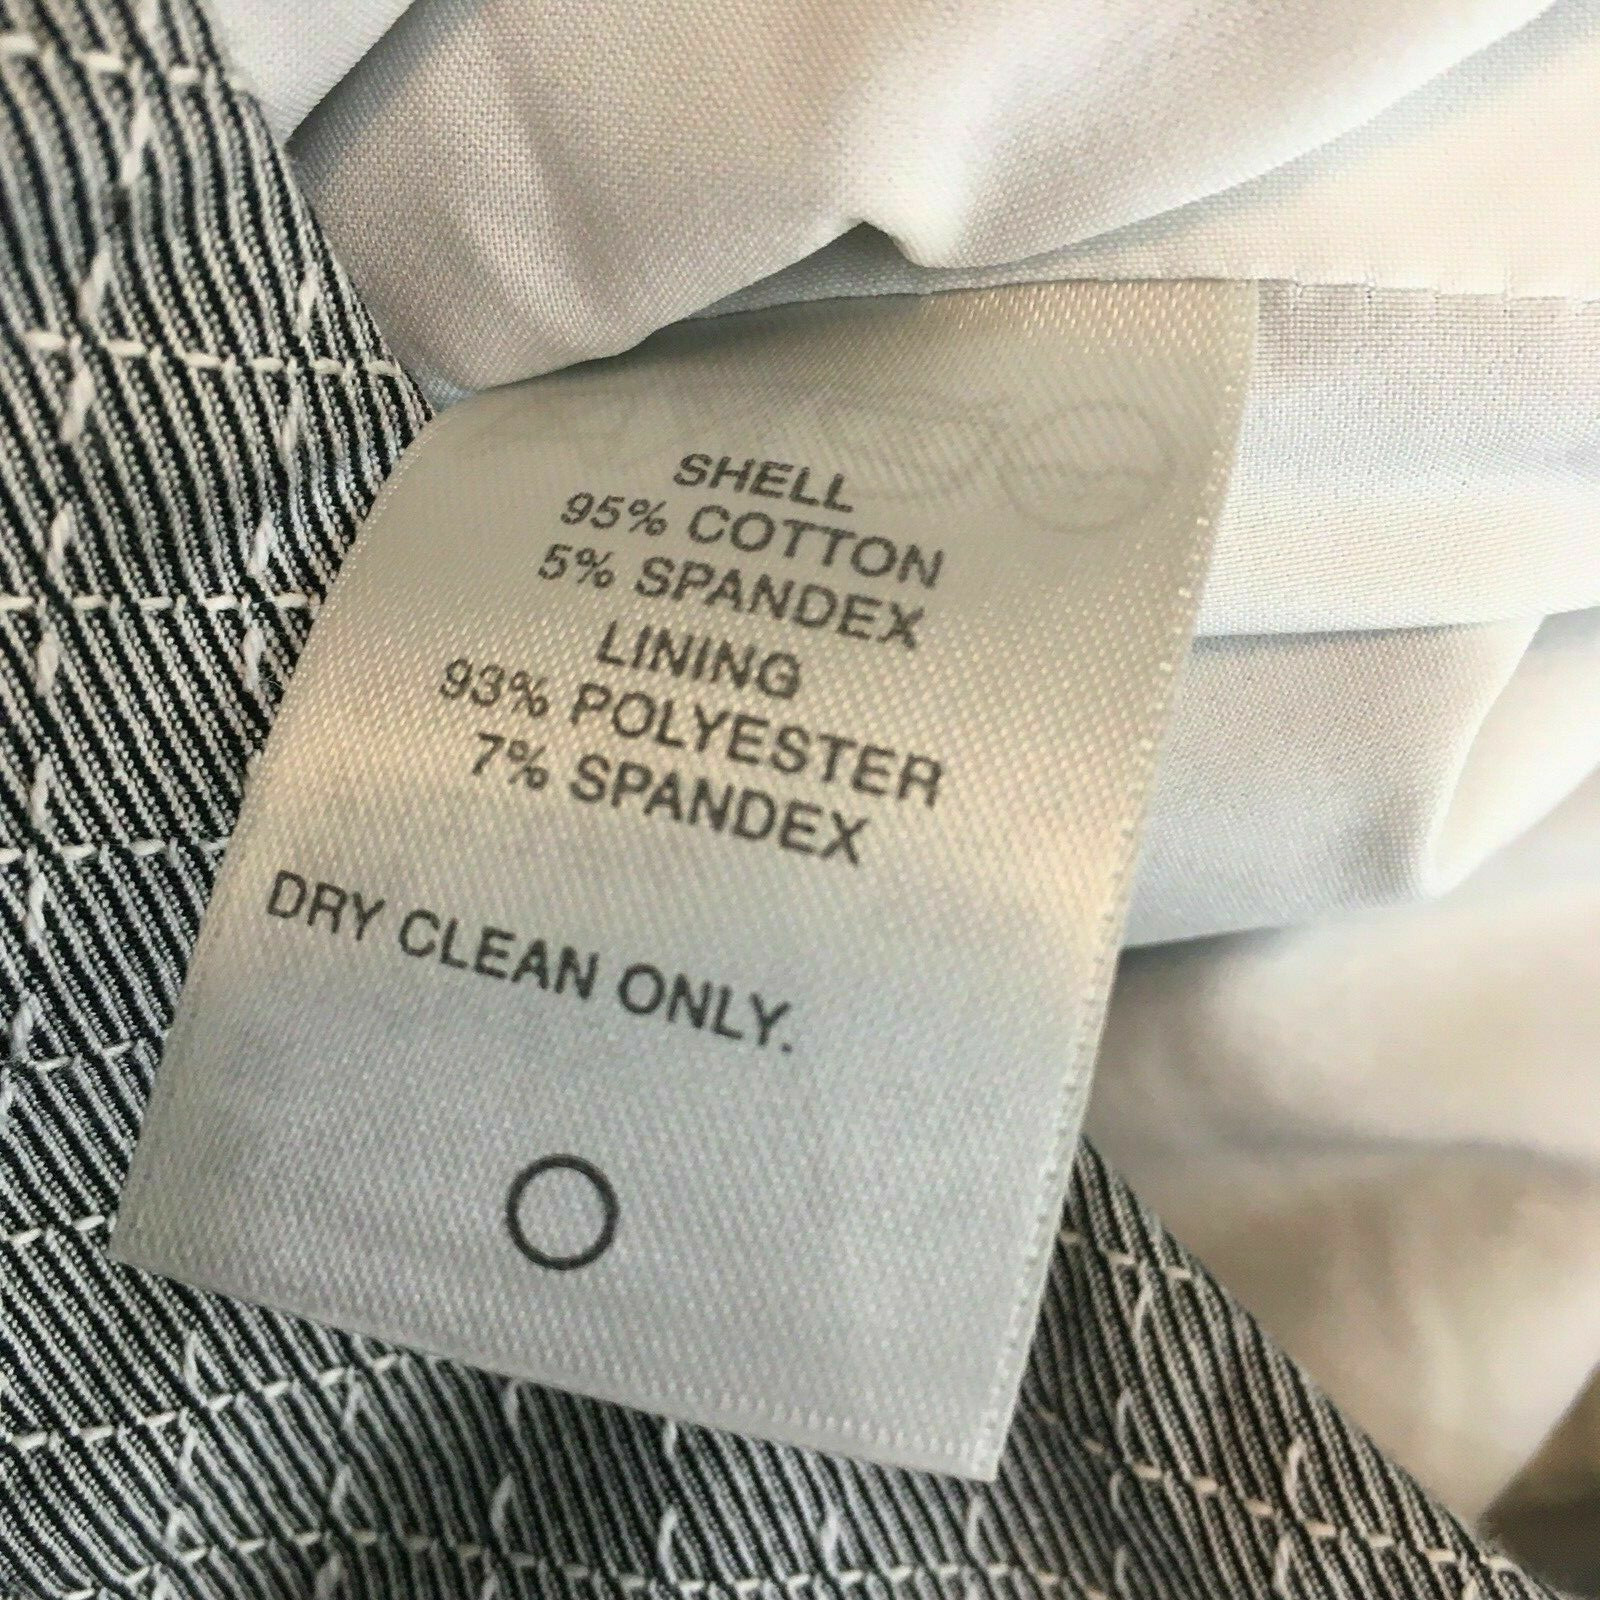 SHELL
95% COTTON
5% SPANDEX
LINING
93% POLYESTER
7% SPANDEX
DRY CLEAN ONLY.